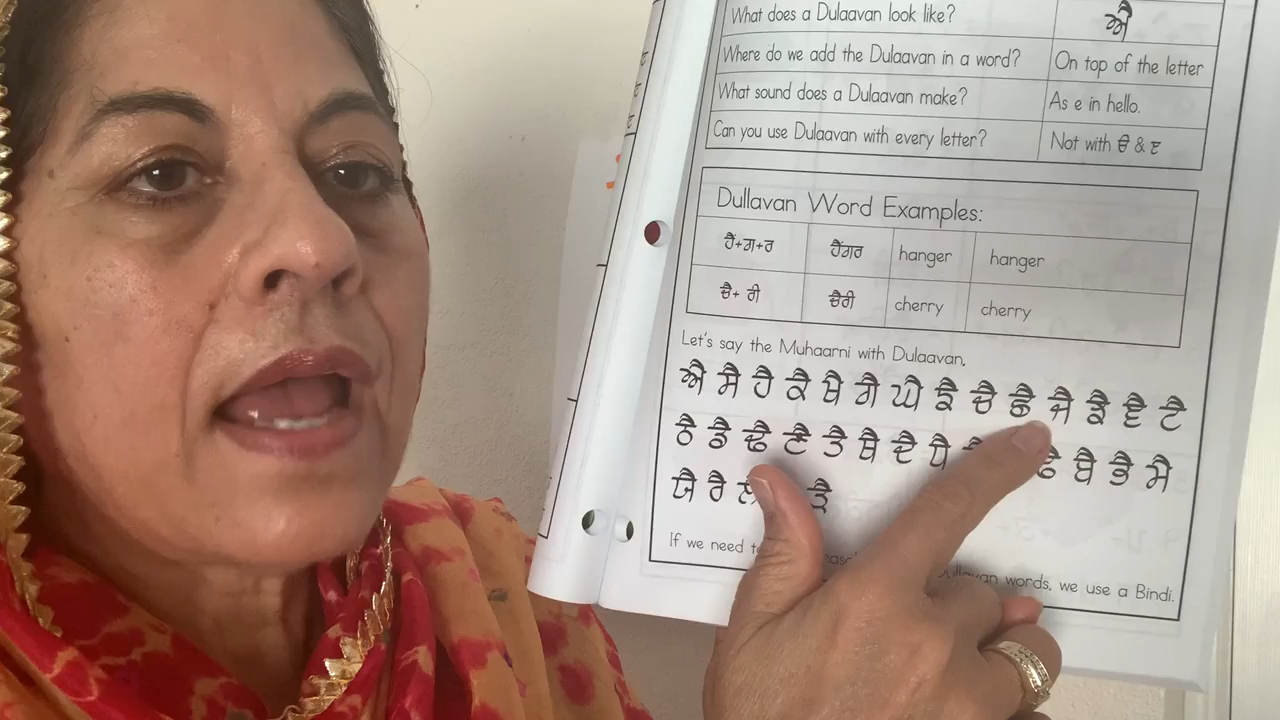 What does a Dulaavan look like? ਐ
Where do we add the Dulaavan in a word? On top of the letter
What sound does a Dulaavan make? As e in hello.
Can you use Dulaavan with every letter? Not with ੳ & ੲ
Dullavan Word Examples:
ਹੈਂ+ਗ+ਰ ਹੈਂਗਰ hanger hanger
ਚੈ+ ਰੀ ਚੈਰੀ cherry cherry
Let's say the Muhaarni with Dulaavan.
ਐ ਸੈ ਹੈ ਕੈ ਖੈ ਗੈ ਘੈ ਙੈ ਚੈ ਛੈ ਜੈ ਝੈ ਞੈ ਟੈ
ਠੈ ਡੈ ਢੈ ਣੈ ਤੈ ਥੈ ਦੈ ਧੈ ਫੈ ਬੈ ਭੈ ਮੈ
ਯੈ ਰੈ ੜੈ
If we need words, we use a Bindi.